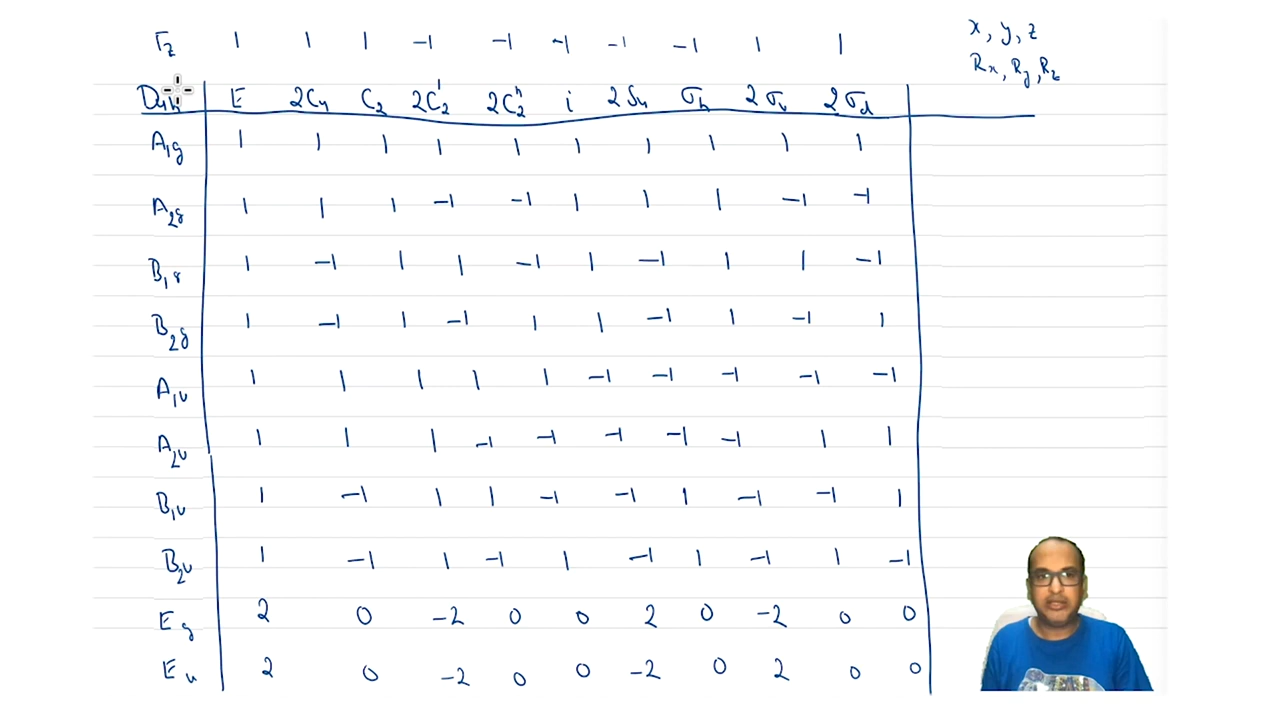 Γz 1 1 1 -1 -1 -1 -1 -1 1 1
x, y, z
Rx, Ry, Rz
D4h E 2C4 C2 2C2' 2C2" i 2S4 σh 2σv 2σd
A1g 1 1 1 1 1 1 1 1 1 1
A2g 1 1 1 -1 -1 1 1 1 -1 -1
B1g 1 -1 1 1 -1 1 -1 1 1 -1
B2g 1 -1 1 -1 1 1 -1 1 -1 1
A1u 1 1 1 1 1 -1 -1 -1 -1 -1
A2u 1 1 1 -1 -1 -1 -1 -1 1 1
B1u 1 -1 1 1 -1 -1 1 -1 -1 1
B2u 1 -1 1 -1 1 -1 1 -1 1 -1
Eg 2 0 -2 0 0 2 0 -2 0 0
Eu 2 0 -2 0 0 -2 0 2 0 0